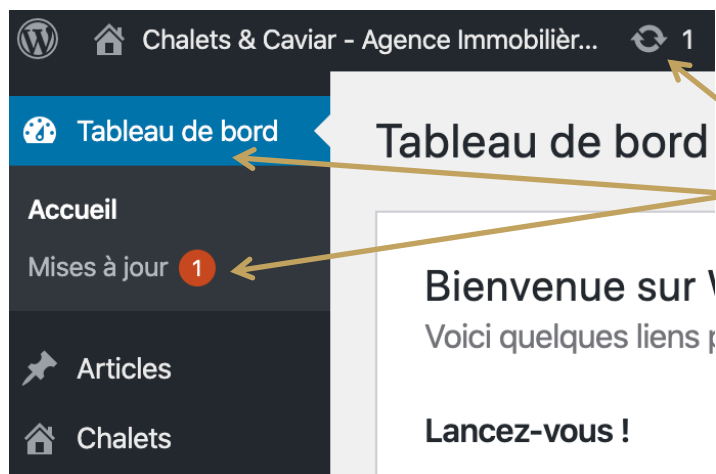 Chalets & Caviar - Agence Immobilièr... 1
Tableau de bord
Accueil
Mises à jour 1
Articles
Chalets
Tableau de bord
Bienvenue sur
Voici quelques liens
Lancez-vous !